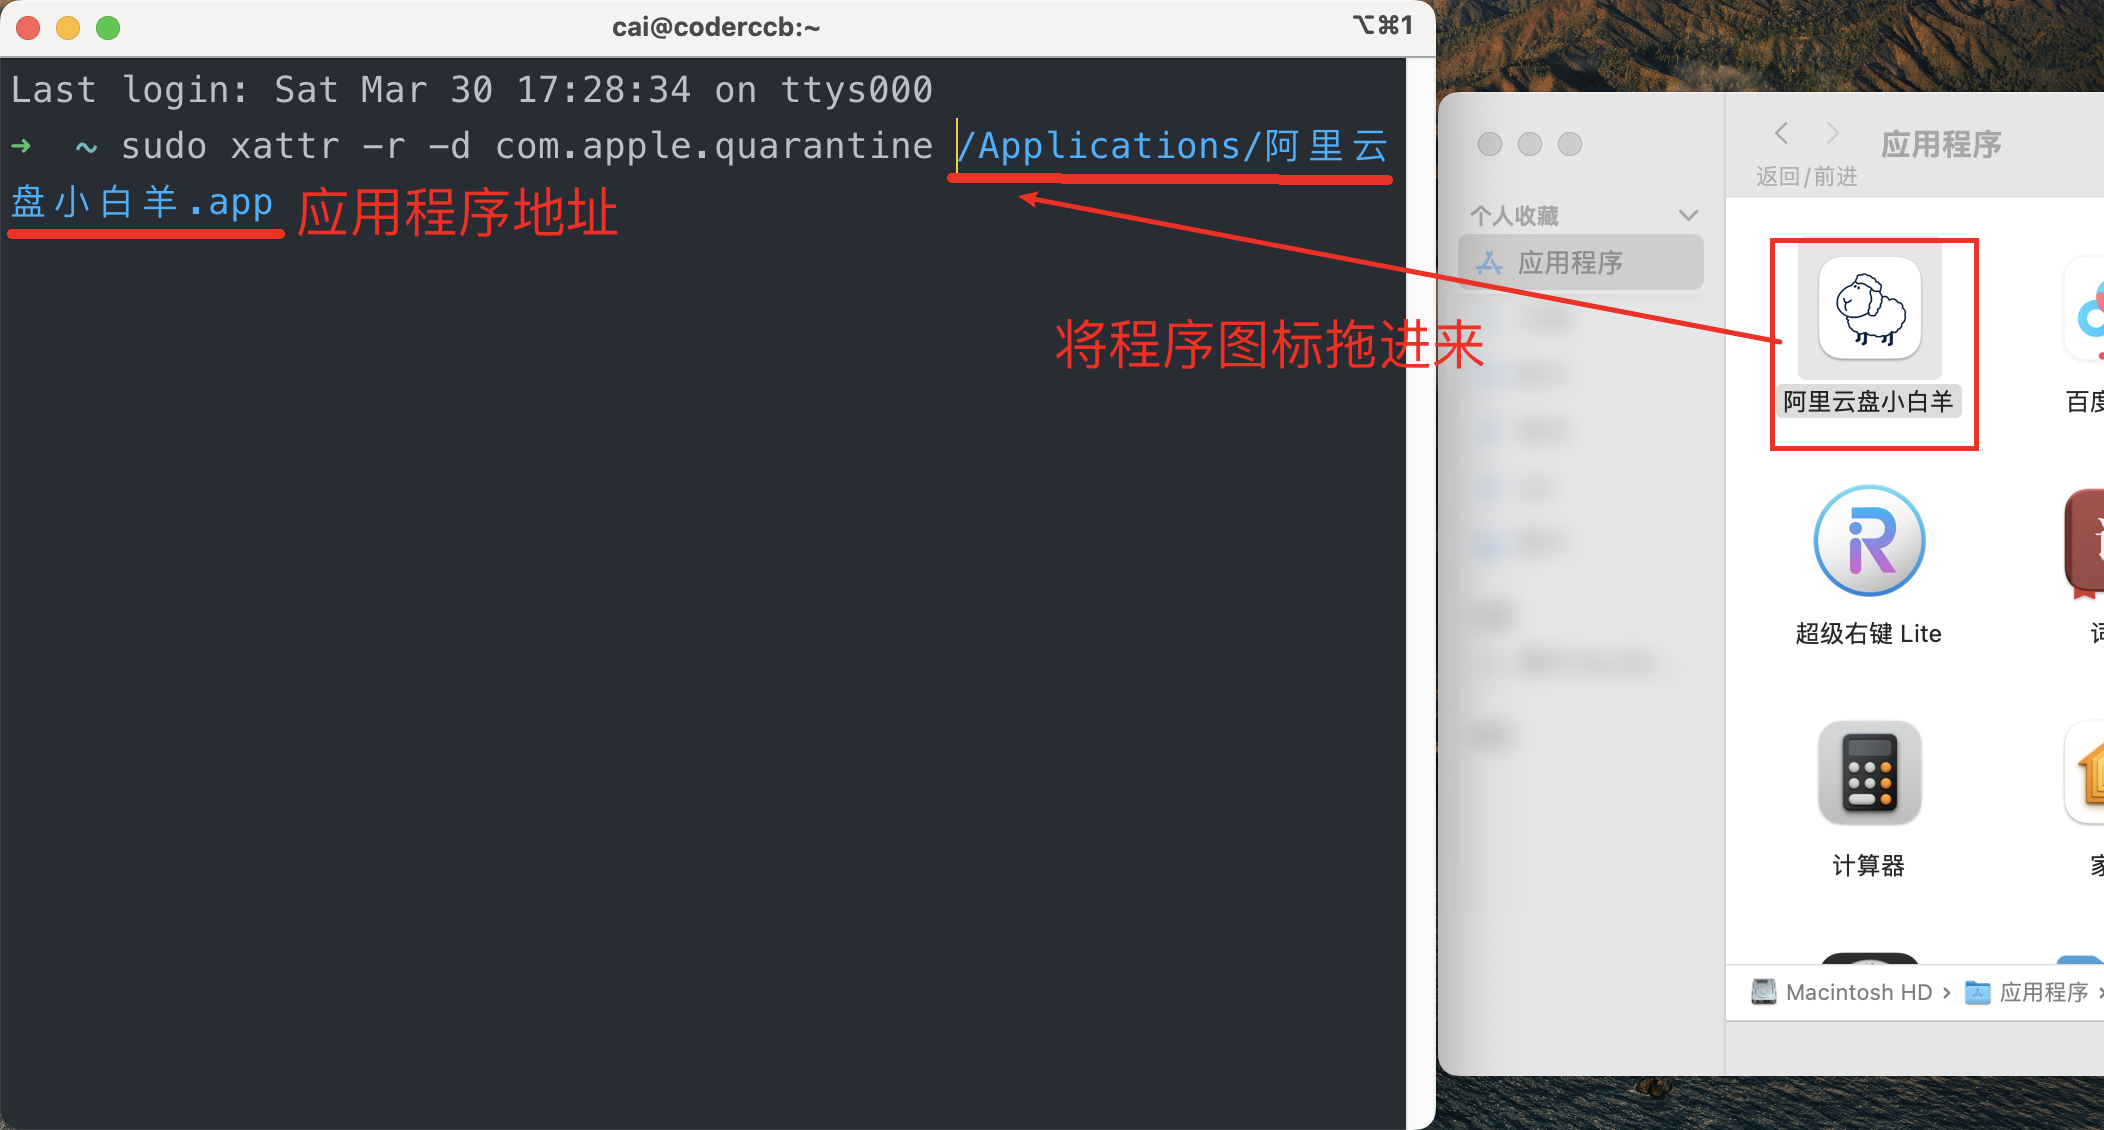 cai@coderccb:~
⌥⌘1
Last login: Sat Mar 30 17:28:34 on ttys000
➜ ~ sudo xattr -r -d com.apple.quarantine /Applications/阿里云
盘小白羊.app
应用程序地址
将程序图标拖进来
应用程序
返回/前进
个人收藏
应用程序
阿里云盘小白羊
百度
超级右键 Lite
计算器
Macintosh HD › 应用程序 ›